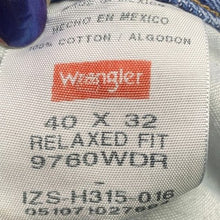 HECHO EN MEXICO
100% COTTON / ALGODON
Wrangler
40 X 32
RELAXED FIT
9760WDR
-
IZS-H315-016